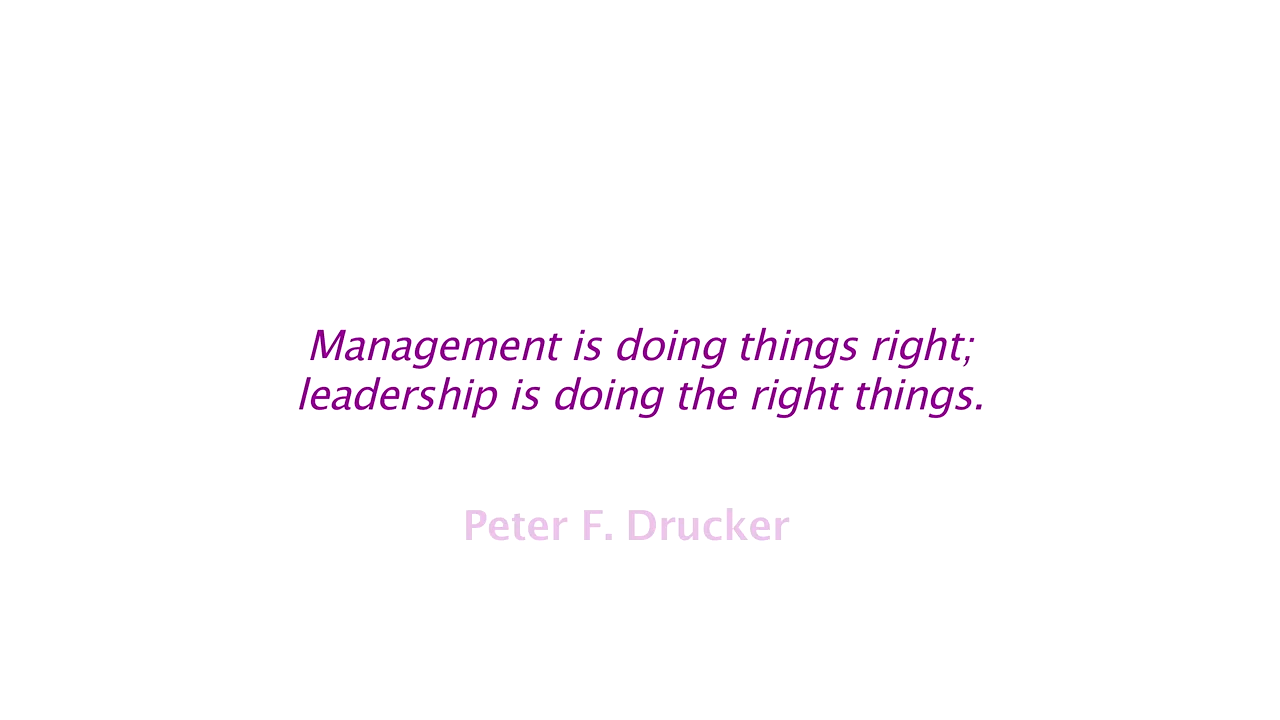 Management is doing things right;
leadership is doing the right things.
Peter F. Drucker